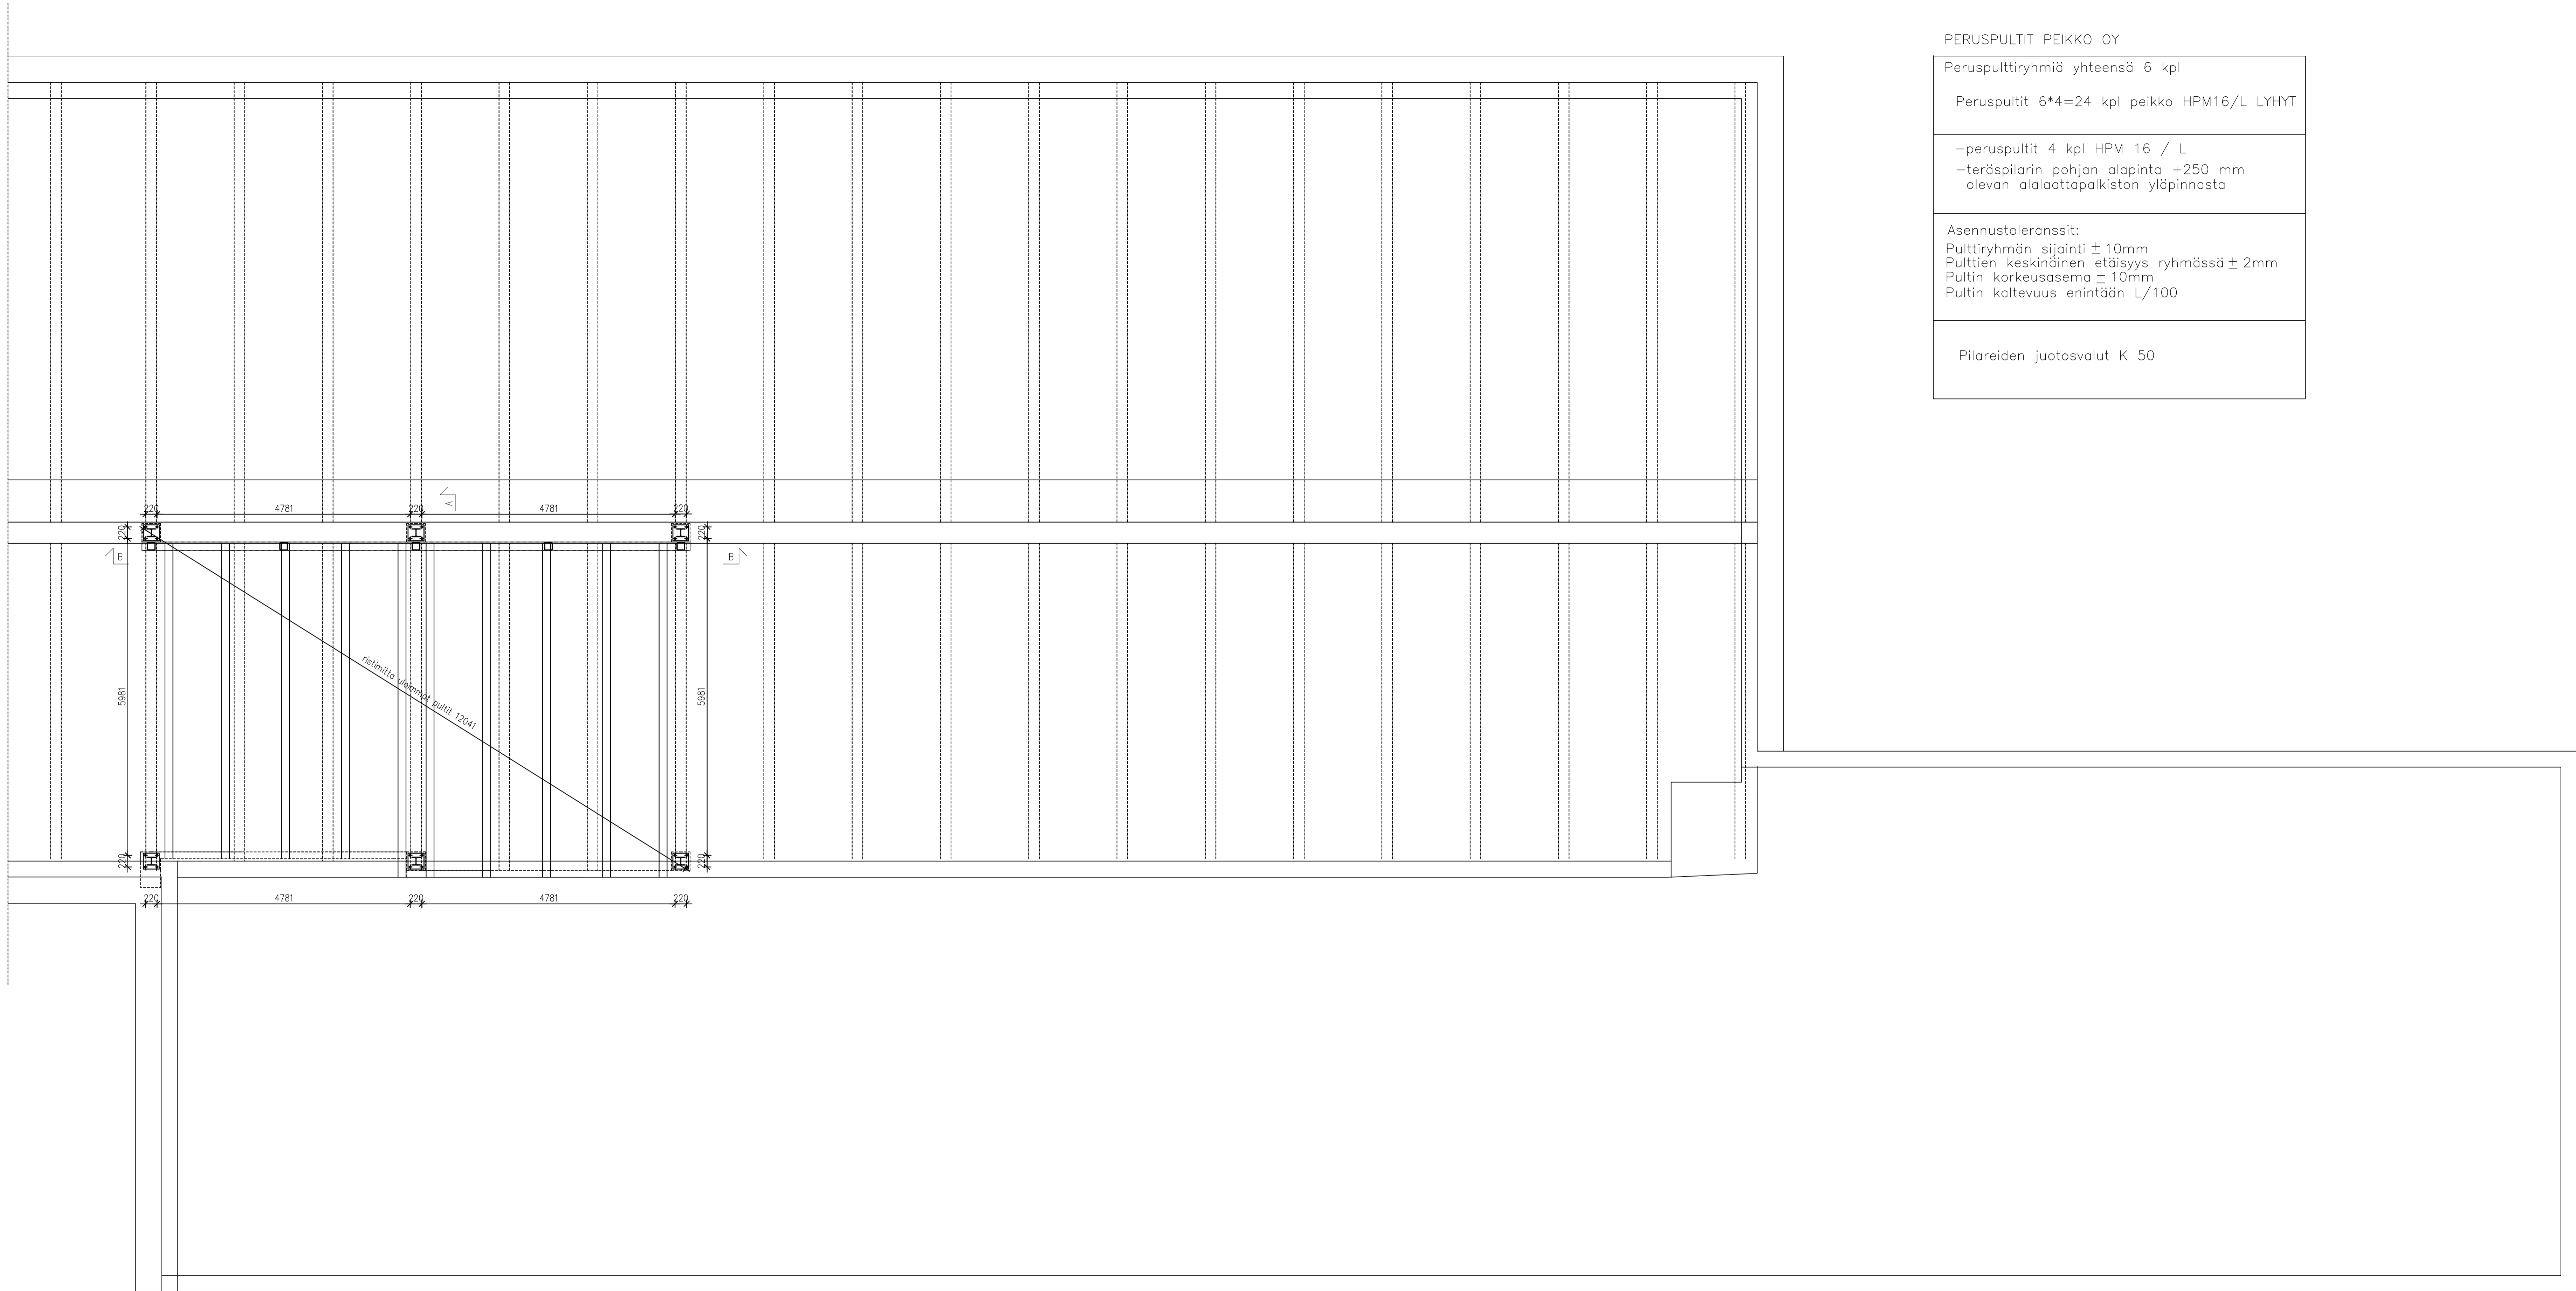 PERUSPULTIT PEIKKO OY
Peruspulttiryhmiä yhteensä 6 kpl
Peruspultit 6*4=24 kpl peikko HPM16/L LYHYT
-peruspultit 4 kpl HPM 16 / L
-teräspilarin pohjan alapinta +250 mm
olevan alalaattapalkiston yläpinnasta
Asennustoleranssit:
Pulttiryhmän sijainti ± 10mm
Pulttien keskinäinen etäisyys ryhmässä ± 2mm
Pultin korkeusasema ± 10mm
Pultin kaltevuus enintään L/100
Pilareiden juotosvalut K 50
A
220 4781 220 4781 220
220
220
B
B
5981
5981
ristimitta uloimmat pultit 12041
220
220
220 4781 220 4781 220